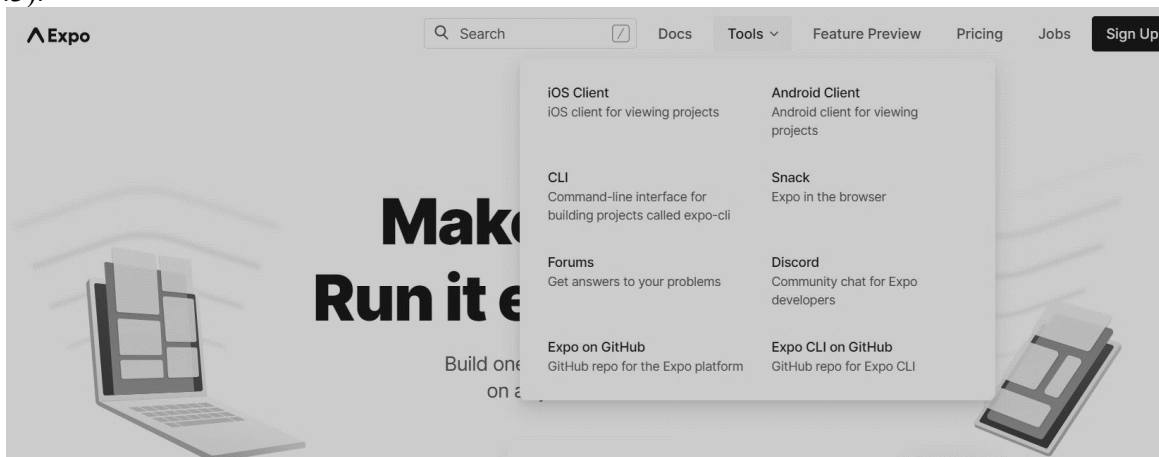 Expo
Search
/
Docs
Tools
Feature Preview
Pricing
Jobs
Sign Up
iOS Client
iOS client for viewing projects
Android Client
Android client for viewing
projects
CLI
Command-line interface for
building projects called expo-cli
Snack
Expo in the browser
Forums
Get answers to your problems
Discord
Community chat for Expo
developers
Expo on GitHub
GitHub repo for the Expo platform
Expo CLI on GitHub
GitHub repo for Expo CLI
Make
Run it e
Build one
on a